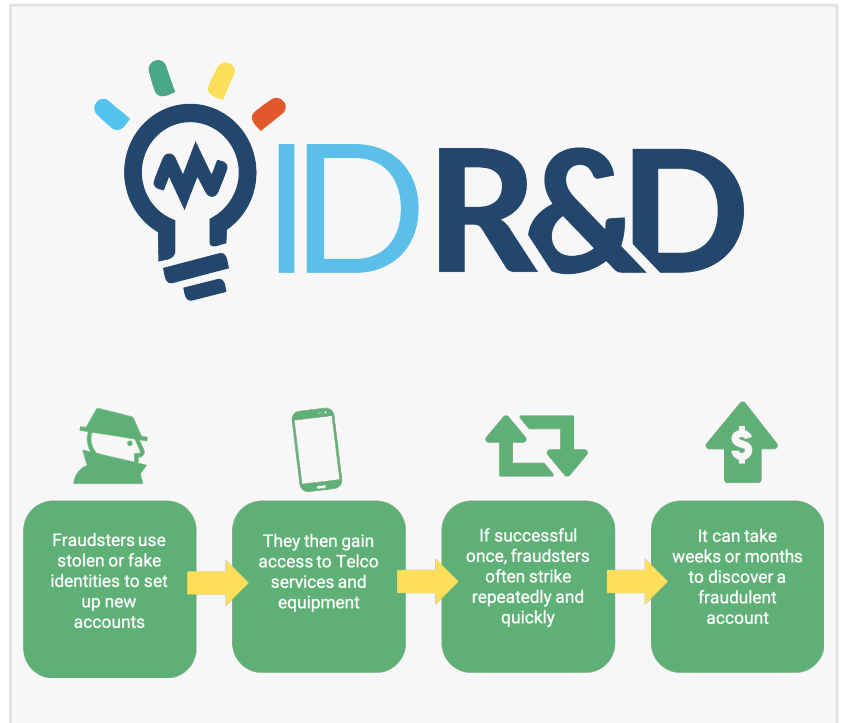 ID R&D
Fraudsters use
stolen or fake
identities to set
up new
accounts
They then gain
access to Telco
services and
equipment
If successful
once, fraudsters
often strike
repeatedly and
quickly
$
It can take
weeks or months
to discover a
fraudulent
account